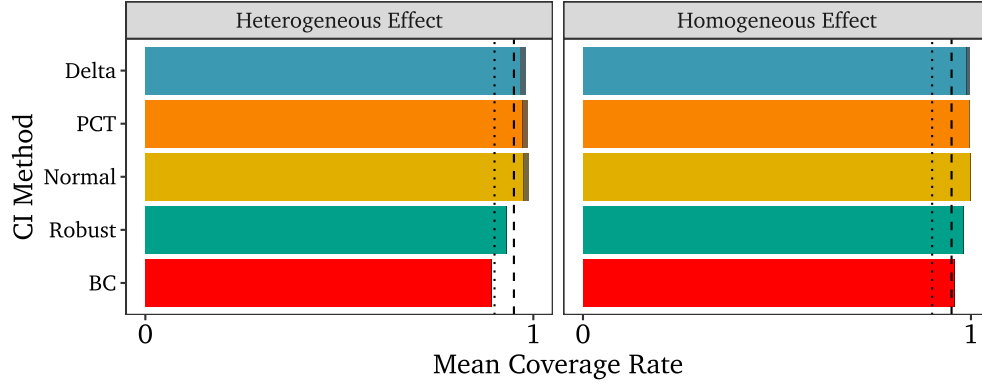 Heterogeneous Effect
Homogeneous Effect
CI Method
Delta
PCT
Normal
Robust
BC
0
1
0
1
Mean Coverage Rate